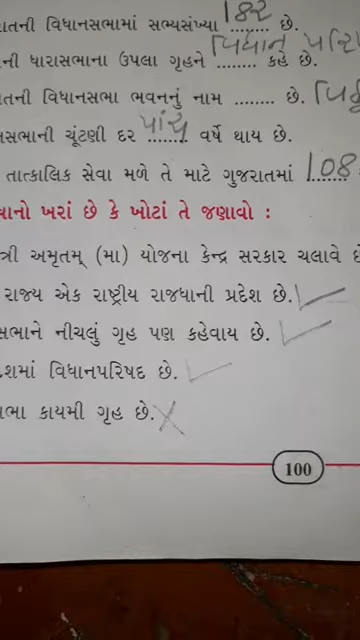 ાતની વિધાનસભામાં સભ્યસંખ્યા 182 છે.
ની ધારાસભાના ઉપલા ગૃહને વિધાન પરિષ કહે છે.
ાતની વિધાનસભા ભવનનું નામ ........ છે.
નસભાની ચૂંટણી દર પાંચ વર્ષે થાય છે.
તાત્કાલિક સેવા મળે તે માટે ગુજરાતમાં 108
ધાનો ખરાં છે કે ખોટાં તે જણાવો :
ત્રી અમૃતમ્ (મા) યોજના કેન્દ્ર સરકાર ચલાવે છે
રાજ્ય એક રાષ્ટ્રીય રાજધાની પ્રદેશ છે. ✓
સભાને નીચલું ગૃહ પણ કહેવાય છે. ✓
દેશમાં વિધાનપરિષદ છે. ✓
ભા કાયમી ગૃહ છે. X
100